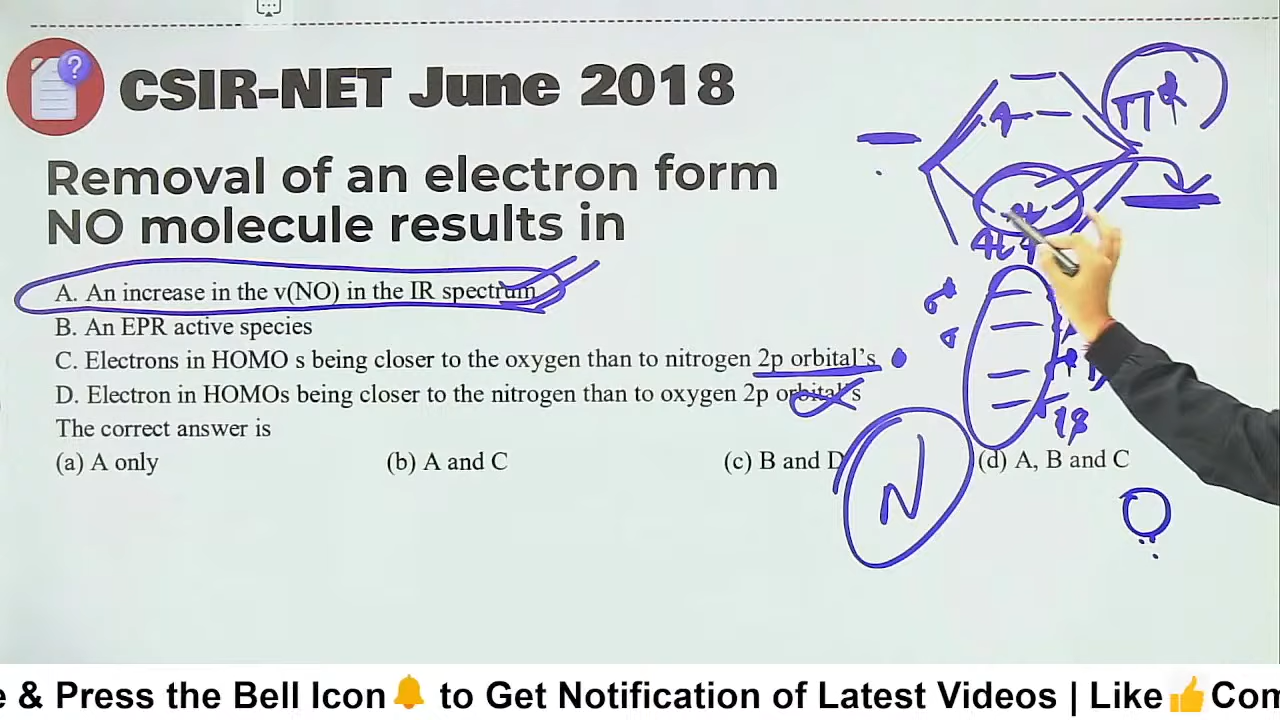 CSIR-NET June 2018
Removal of an electron form
NO molecule results in
A. An increase in the ν(NO) in the IR spectrum
B. An EPR active species
C. Electrons in HOMO s being closer to the oxygen than to nitrogen 2p orbital’s
D. Electron in HOMOs being closer to the nitrogen than to oxygen 2p orbital’s
The correct answer is
(a) A only
(b) A and C
(c) B and D
(d) A, B and C
π*
σ*
N
O
e & Press the Bell Icon🔔 to Get Notification of Latest Videos | Like👍Com